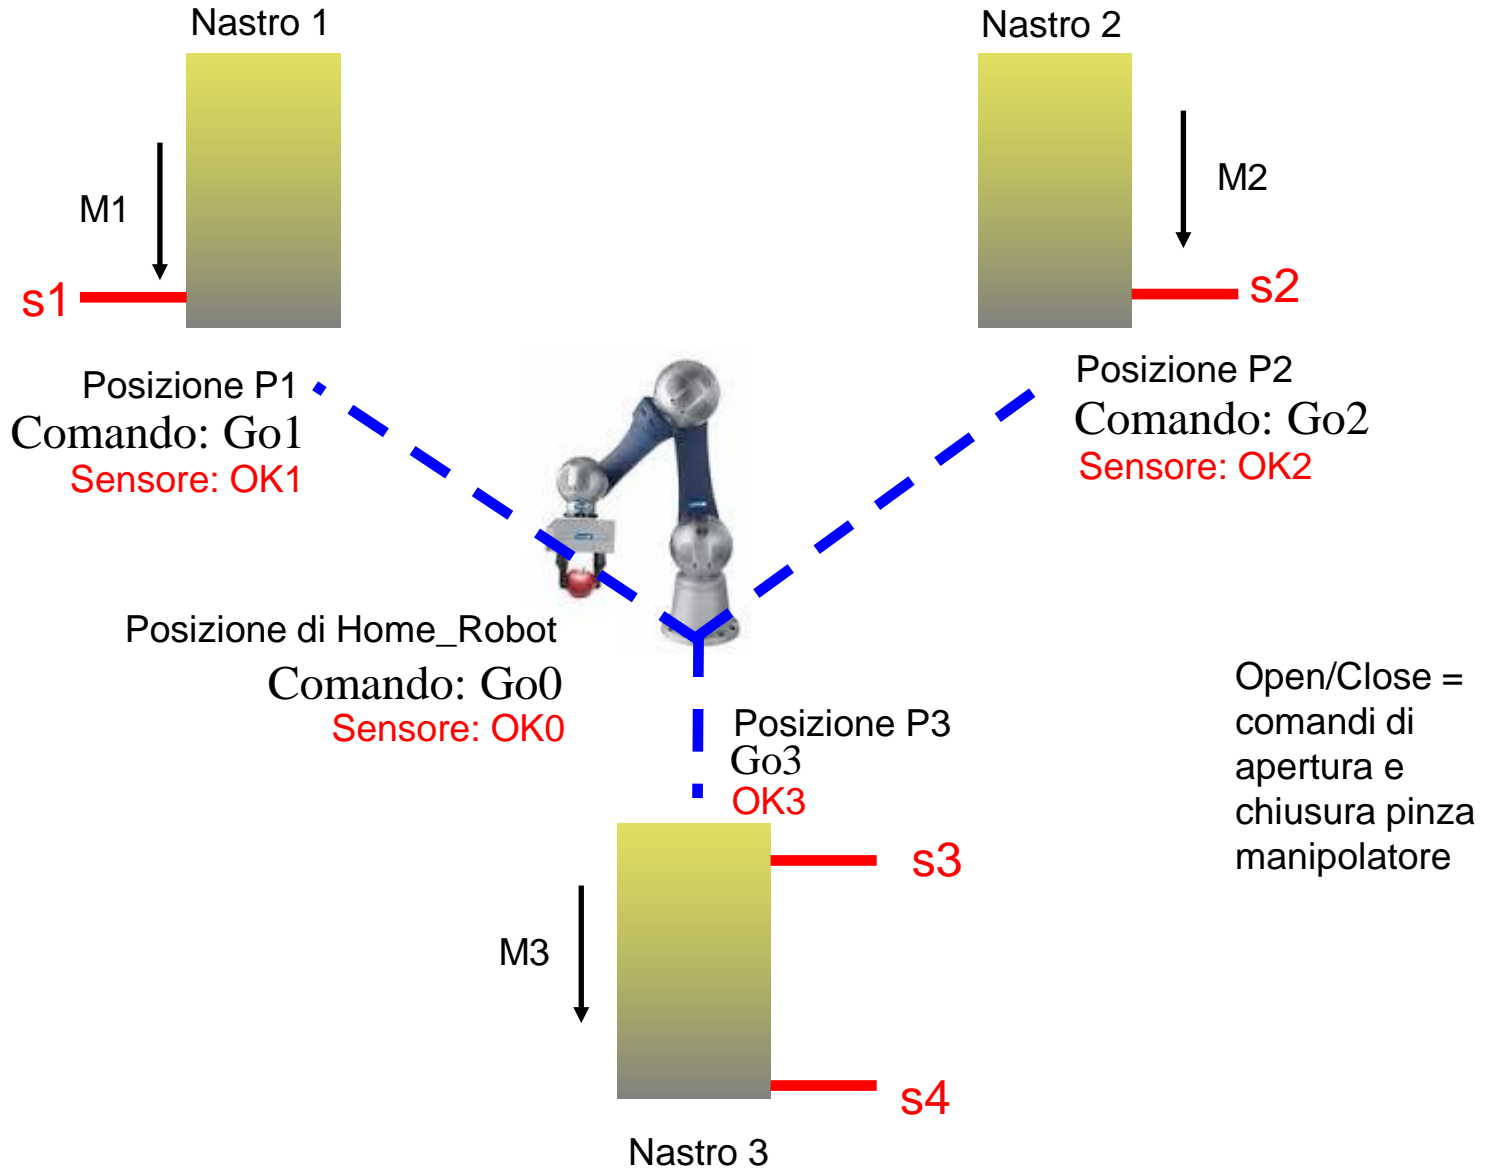 Nastro 1
Nastro 2
M1
M2
s1
s2
Posizione P1
Comando: Go1
Sensore: OK1
Posizione P2
Comando: Go2
Sensore: OK2
Posizione di Home_Robot
Comando: Go0
Sensore: OK0
Posizione P3
Go3
OK3
Open/Close =
comandi di
apertura e
chiusura pinza
manipolatore
s3
M3
s4
Nastro 3